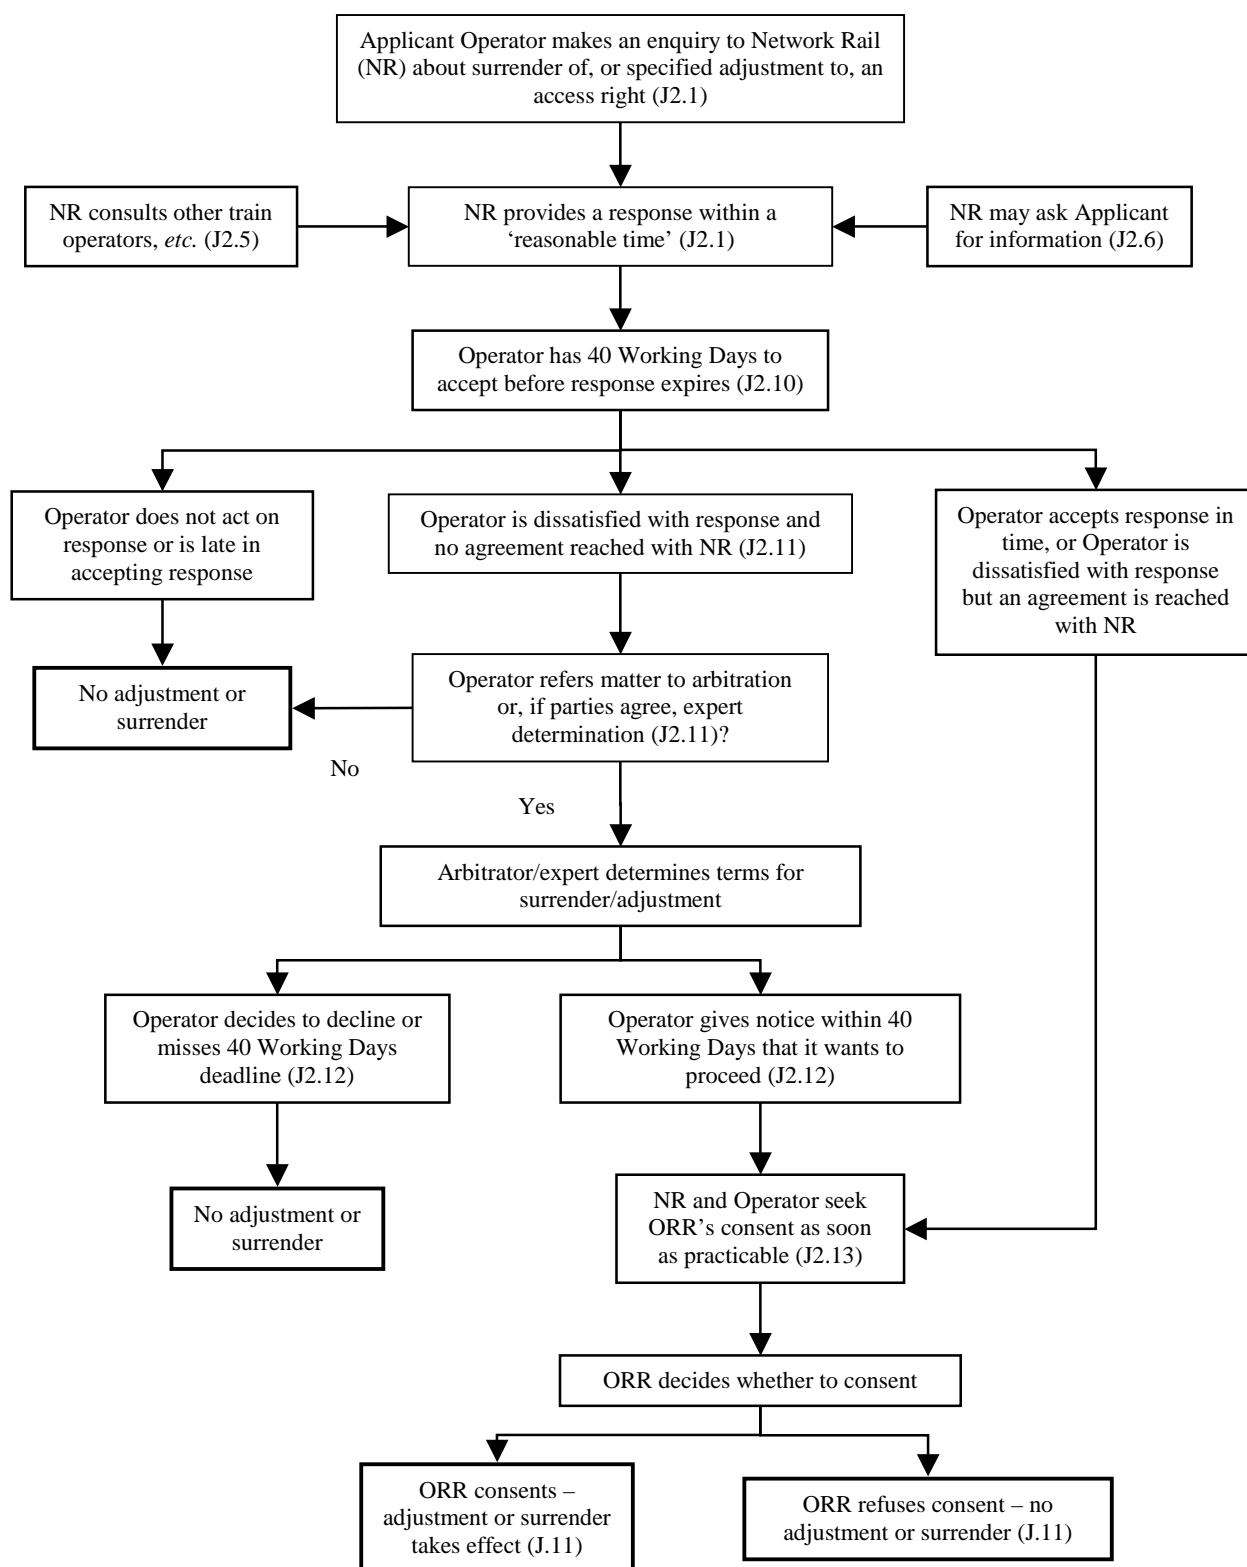 Applicant Operator makes an enquiry to Network Rail
(NR) about surrender of, or specified adjustment to, an
access right (J2.1)
NR consults other train
operators, etc. (J2.5)
NR provides a response within a
‘reasonable time’ (J2.1)
NR may ask Applicant
for information (J2.6)
Operator has 40 Working Days to
accept before response expires (J2.10)
Operator does not act on
response or is late in
accepting response
Operator is dissatisfied with response and
no agreement reached with NR (J2.11)
Operator accepts response in
time, or Operator is
dissatisfied with response
but an agreement is reached
with NR
No adjustment or
surrender
Operator refers matter to arbitration
or, if parties agree, expert
determination (J2.11)?
No
Yes
Arbitrator/expert determines terms for
surrender/adjustment
Operator decides to decline or
misses 40 Working Days
deadline (J2.12)
Operator gives notice within 40
Working Days that it wants to
proceed (J2.12)
No adjustment or
surrender
NR and Operator seek
ORR’s consent as soon
as practicable (J2.13)
ORR decides whether to consent
ORR consents –
adjustment or surrender
takes effect (J.11)
ORR refuses consent – no
adjustment or surrender (J.11)